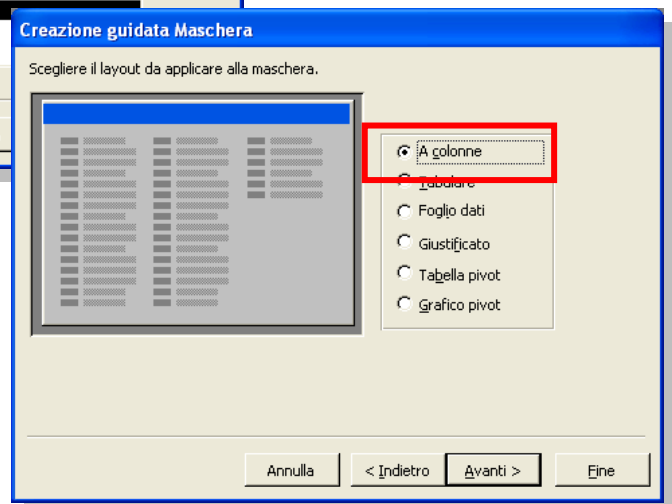 Creazione guidata Maschera
Scegliere il layout da applicare alla maschera.
A colonne
Tabulare
Foglio dati
Giustificato
Tabella pivot
Grafico pivot
Annulla
< Indietro
Avanti >
Fine